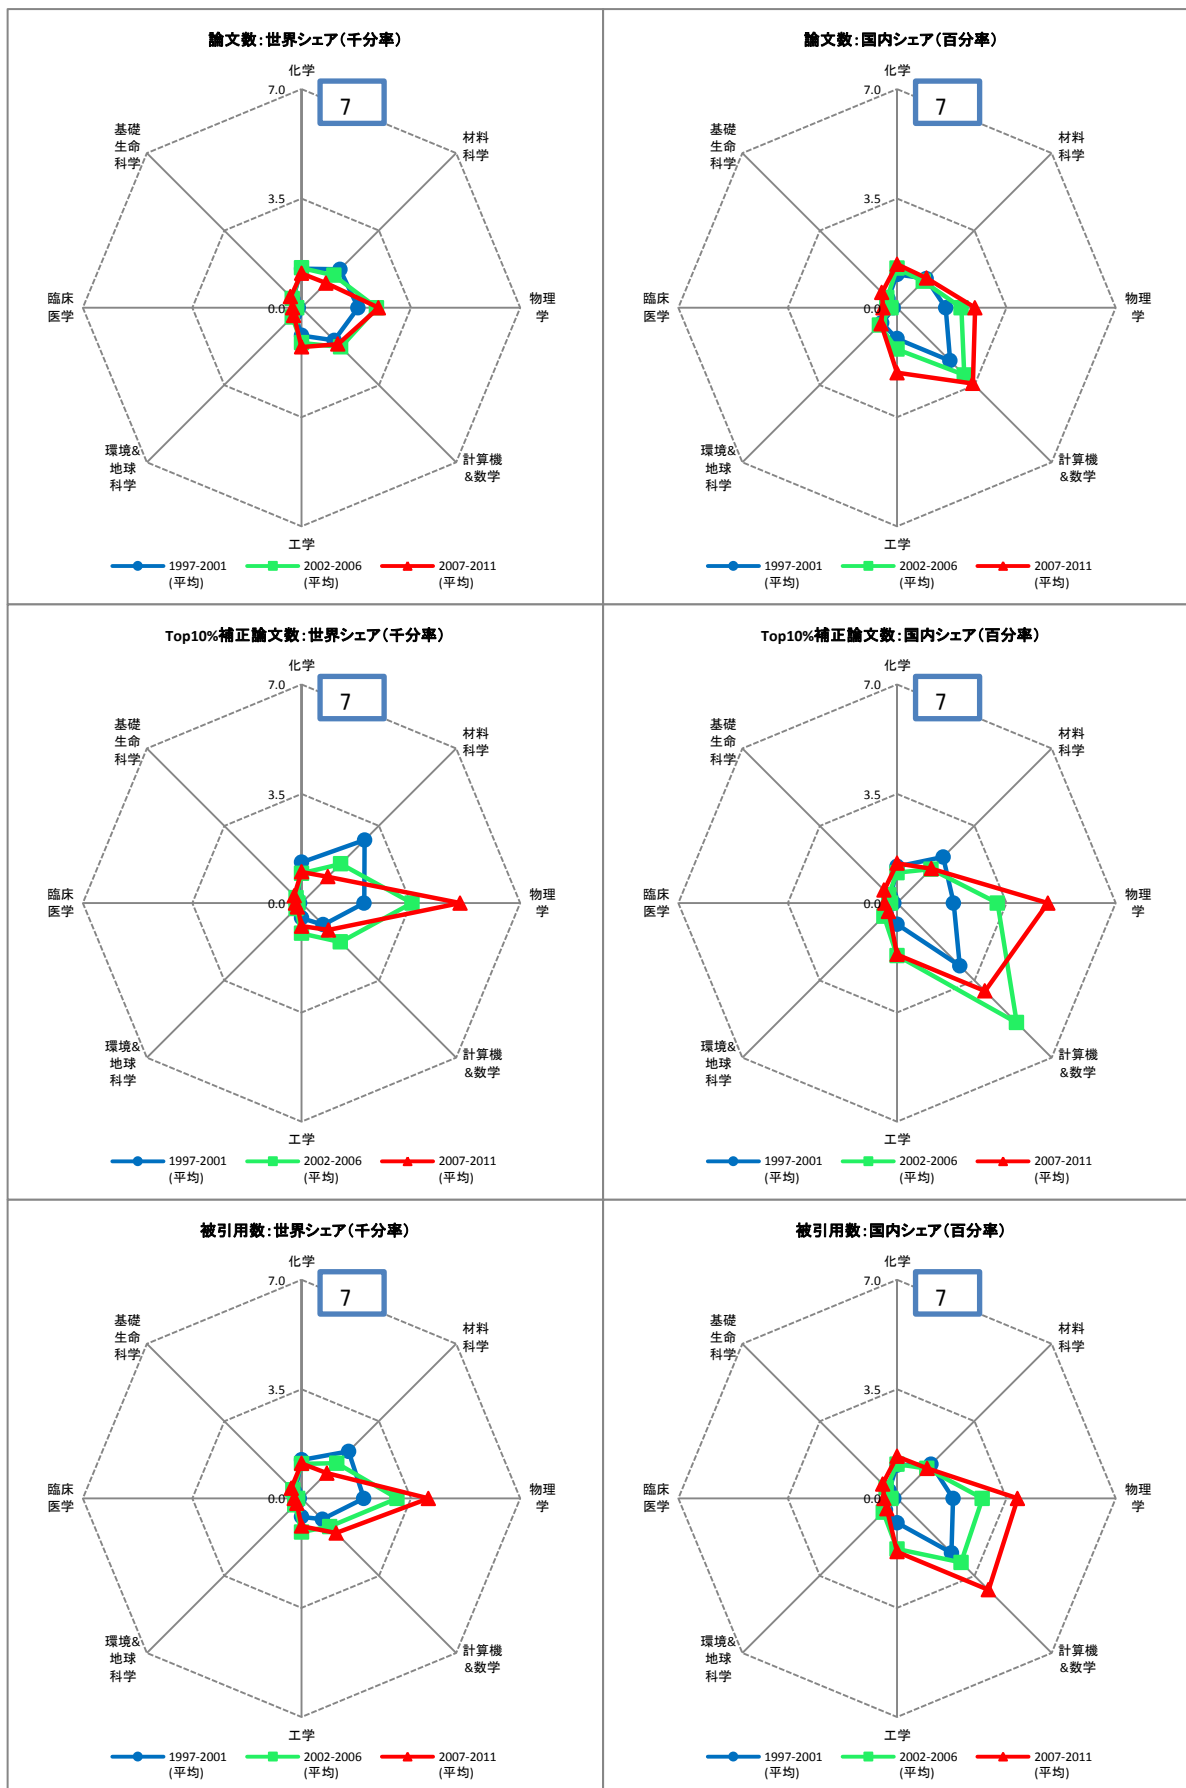 論文数：世界シェア（千分率）
化学
7.0
7
基礎
生命
科学
材料
科学
3.5
臨床
医学
0.0
物理
学
環境&
地球
科学
計算機
&数学
工学
1997-2001
(平均)
2002-2006
(平均)
2007-2011
(平均)
論文数：国内シェア（百分率）
化学
7.0
7
基礎
生命
科学
材料
科学
3.5
臨床
医学
0.0
物理
学
環境&
地球
科学
計算機
&数学
工学
1997-2001
(平均)
2002-2006
(平均)
2007-2011
(平均)
Top10%補正論文数：世界シェア（千分率）
化学
7.0
7
基礎
生命
科学
材料
科学
3.5
臨床
医学
0.0
物理
学
環境&
地球
科学
計算機
&数学
工学
1997-2001
(平均)
2002-2006
(平均)
2007-2011
(平均)
Top10%補正論文数：国内シェア（百分率）
化学
7.0
7
基礎
生命
科学
材料
科学
3.5
臨床
医学
0.0
物理
学
環境&
地球
科学
計算機
&数学
工学
1997-2001
(平均)
2002-2006
(平均)
2007-2011
(平均)
被引用数：世界シェア（千分率）
化学
7.0
7
基礎
生命
科学
材料
科学
3.5
臨床
医学
0.0
物理
学
環境&
地球
科学
計算機
&数学
工学
1997-2001
(平均)
2002-2006
(平均)
2007-2011
(平均)
被引用数：国内シェア（百分率）
化学
7.0
7
基礎
生命
科学
材料
科学
3.5
臨床
医学
0.0
物理
学
環境&
地球
科学
計算機
&数学
工学
1997-2001
(平均)
2002-2006
(平均)
2007-2011
(平均)